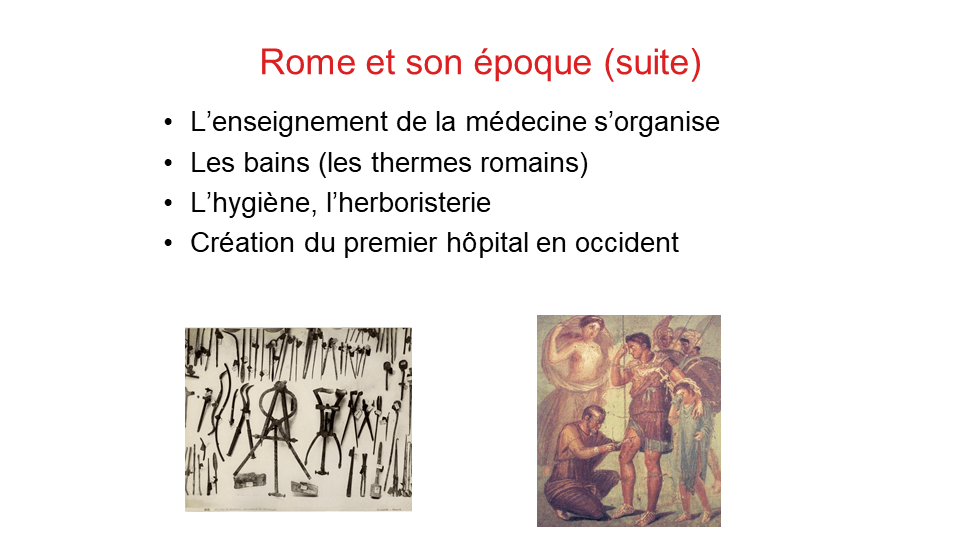 Rome et son époque (suite)
• L’enseignement de la médecine s’organise
• Les bains (les thermes romains)
• L’hygiène, l’herboristerie
• Création du premier hôpital en occident